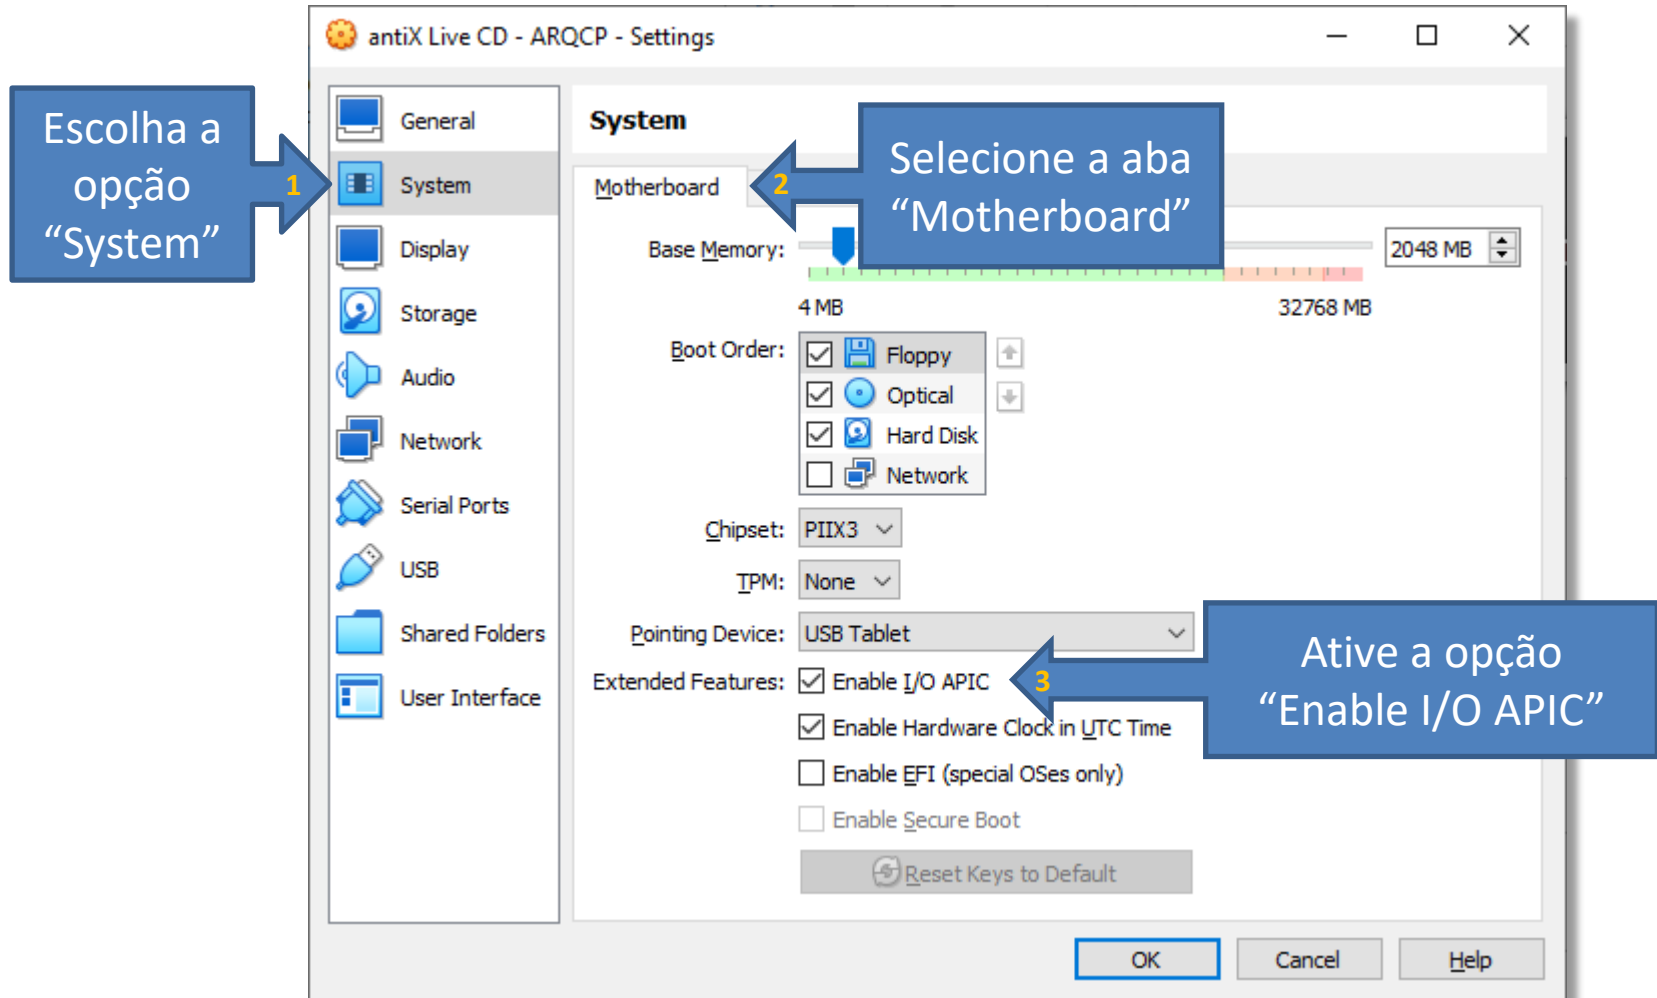 antiX Live CD - ARQCP - Settings
Escolha a
opção
“System”
1
General
System
Display
Storage
Audio
Network
Serial Ports
USB
Shared Folders
User Interface
System
Motherboard
2
Selecione a aba
“Motherboard”
Base Memory:
2048 MB
4 MB
32768 MB
Boot Order:
Floppy
Optical
Hard Disk
Network
Chipset:
PIIX3
TPM:
None
Pointing Device:
USB Tablet
Extended Features:
Enable I/O APIC
3
Ative a opção
“Enable I/O APIC”
Enable Hardware Clock in UTC Time
Enable EFI (special OSes only)
Enable Secure Boot
Reset Keys to Default
OK
Cancel
Help